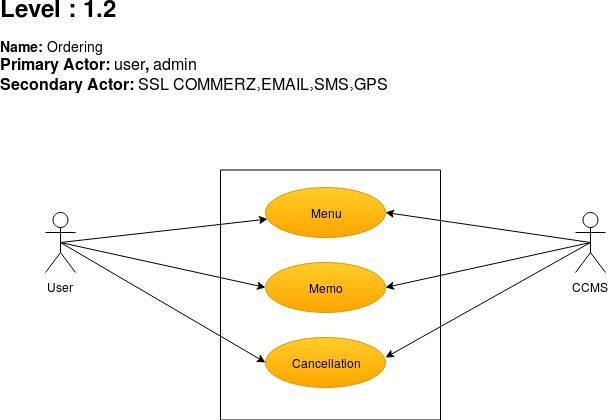 Level : 1.2
Name: Ordering
Primary Actor: user, admin
Secondary Actor: SSL COMMERZ,EMAIL,SMS,GPS
Menu
User
Memo
CCMS
Cancellation